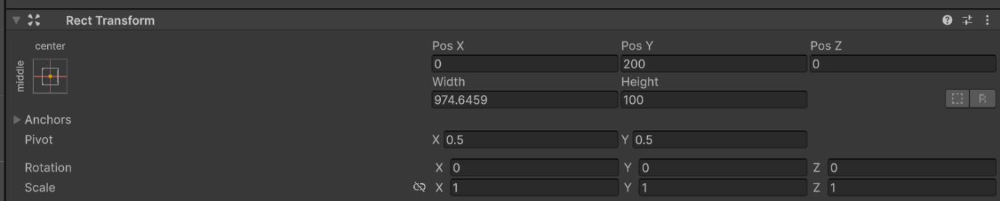 Rect Transform
center
middle
Pos X Pos Y Pos Z
0 200 0
Width Height
974.6459 100
R
Anchors
Pivot X 0.5 Y 0.5
Rotation X 0 Y 0 Z 0
Scale X 1 Y 1 Z 1